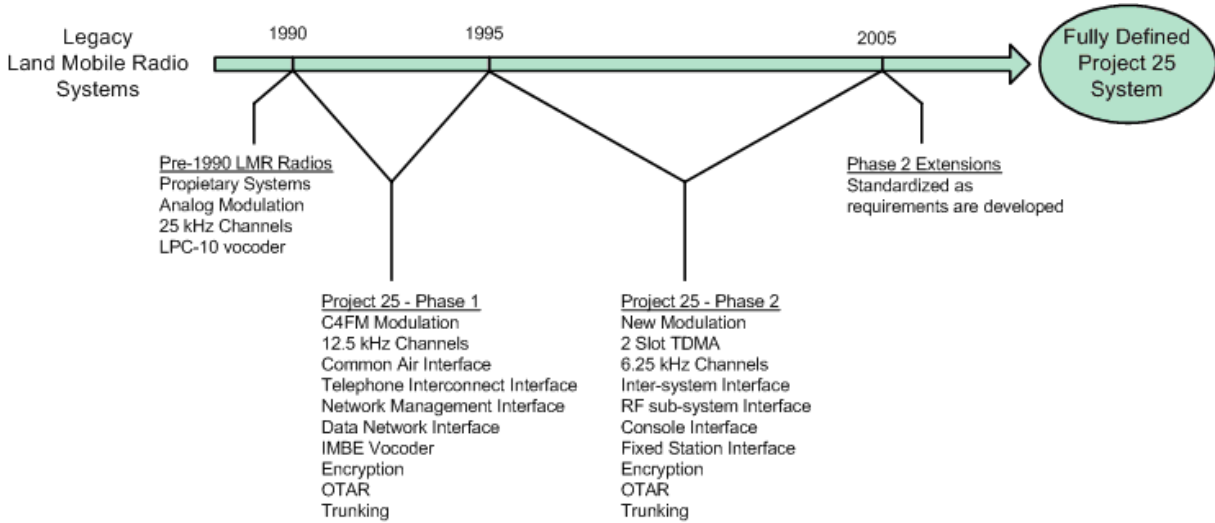 Legacy
Land Mobile Radio
Systems
1990
1995
2005
Fully Defined
Project 25
System
Pre-1990 LMR Radios
Propietary Systems
Analog Modulation
25 kHz Channels
LPC-10 vocoder
Phase 2 Extensions
Standardized as
requirements are developed
Project 25 - Phase 1
C4FM Modulation
12.5 kHz Channels
Common Air Interface
Telephone Interconnect Interface
Network Management Interface
Data Network Interface
IMBE Vocoder
Encryption
OTAR
Trunking
Project 25 - Phase 2
New Modulation
2 Slot TDMA
6.25 kHz Channels
Inter-system Interface
RF sub-system Interface
Console Interface
Fixed Station Interface
Encryption
OTAR
Trunking